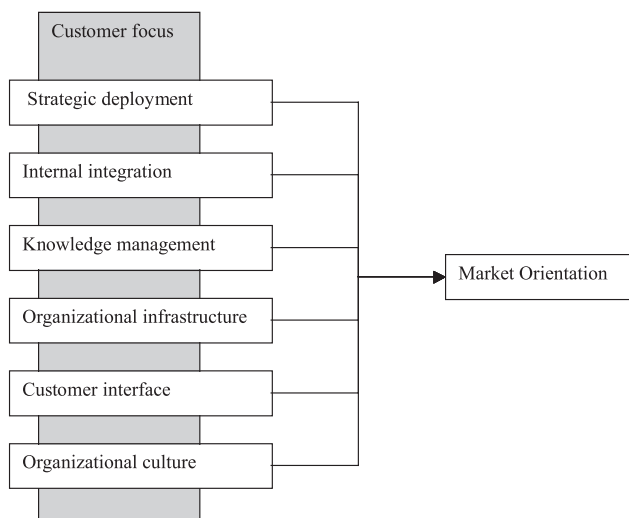 Customer focus
Strategic deployment
Internal integration
Knowledge management
Market Orientation
Organizational infrastructure
Customer interface
Organizational culture